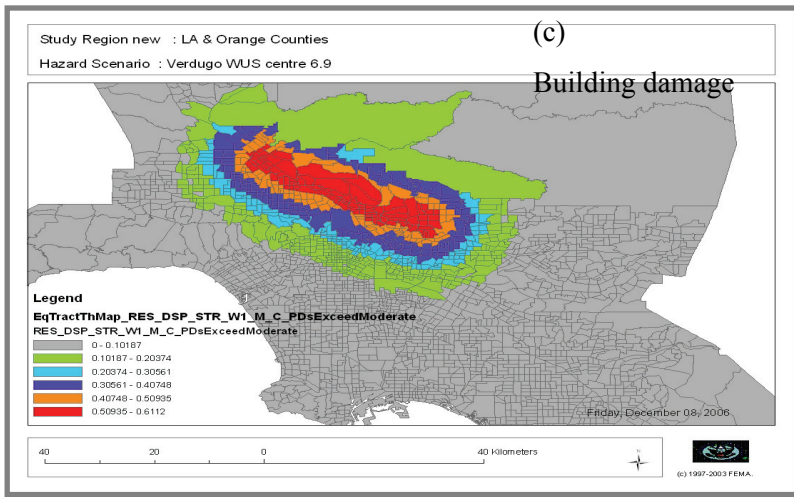 Study Region new : LA & Orange Counties
Hazard Scenario : Verdugo WUS centre 6.9
(c)
Building damage
Legend
EqTractThMap_RES_DSP_STR_W1_M_C_PDsExceedModerate
RES_DSP_STR_W1_M_C_PDsExceedModerate
0 - 0.10187
0.10187 - 0.20374
0.20374 - 0.30561
0.30561 - 0.40748
0.40748 - 0.50935
0.50935 - 0.6112
1
Friday, December 08, 2006
40 20 0 40 Kilometers
(c) 1997-2003 FEMA.